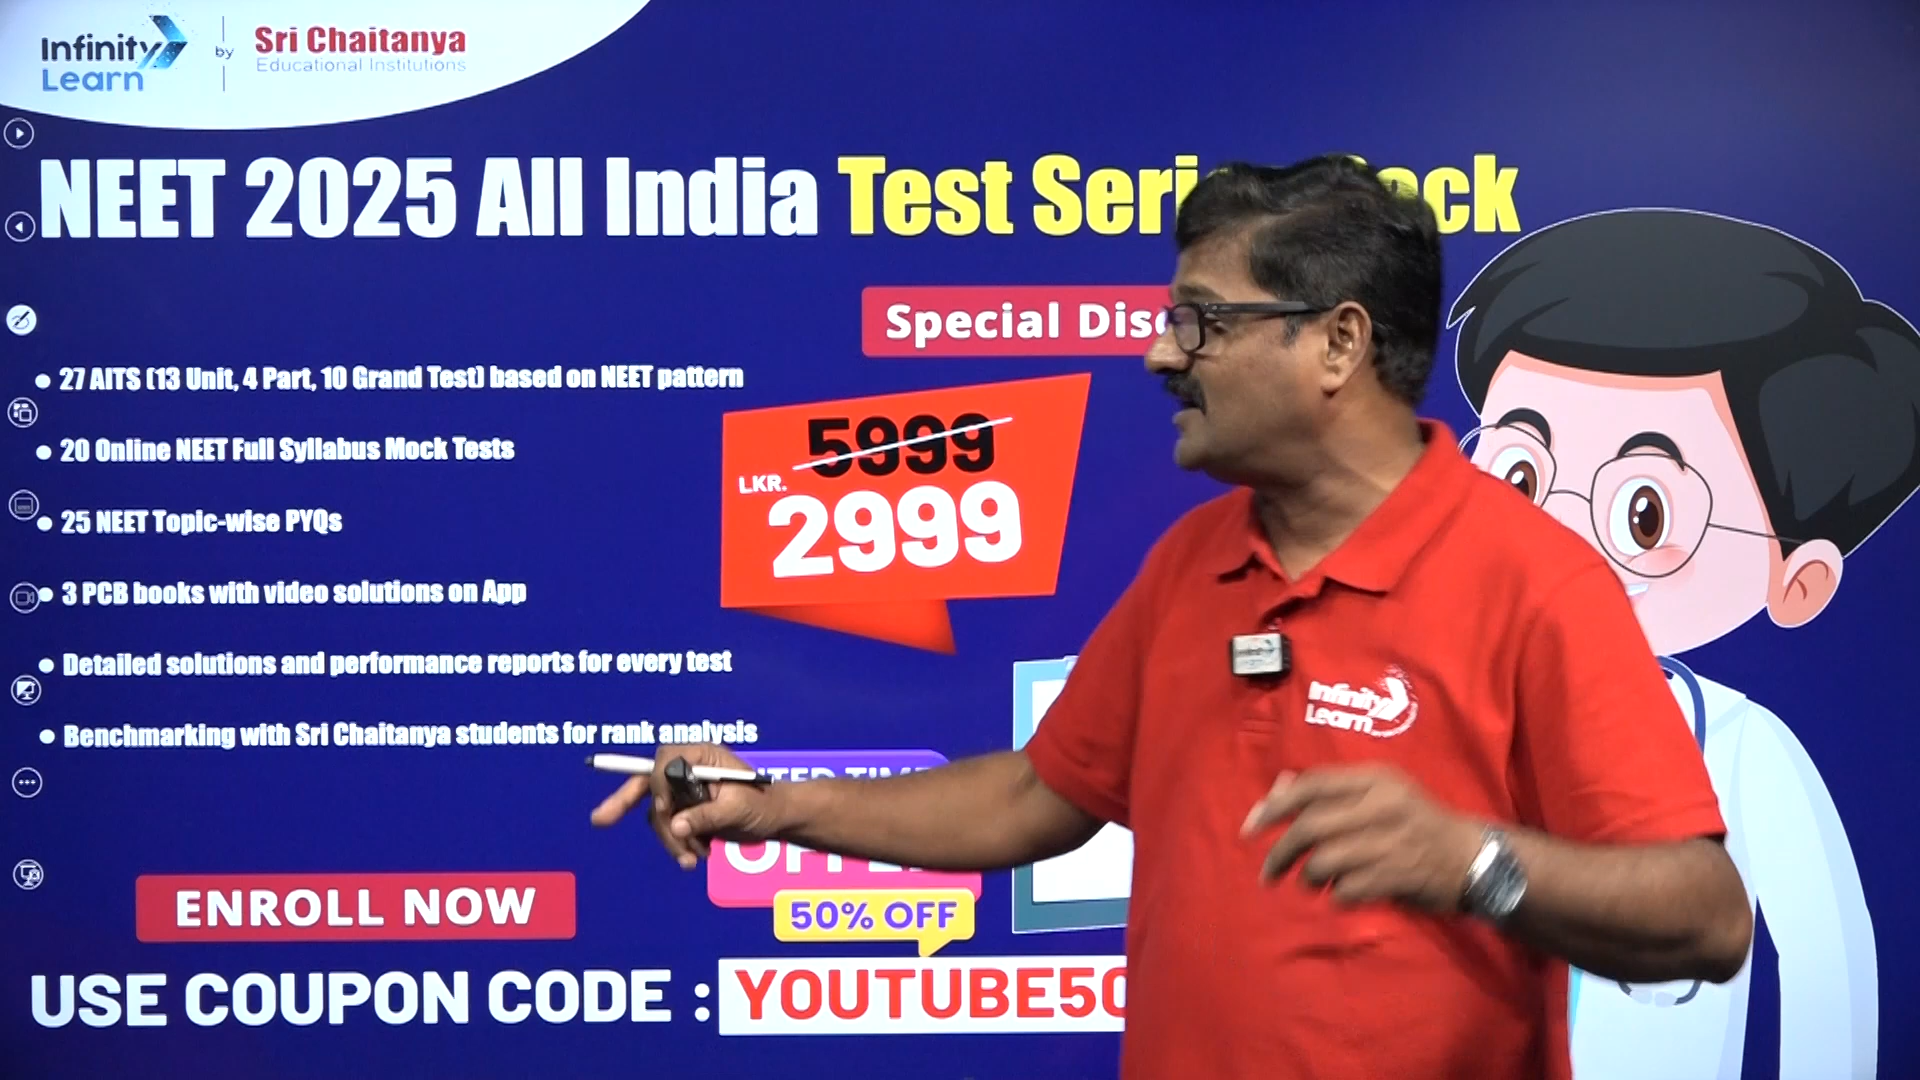 Infinity Learn
by
Sri Chaitanya
Educational Institutions
NEET 2025 All India Test
Special
5999
LKR.
2999
27 AITS (13 Unit, 4 Part, 10 Grand Test) based on NEET pattern
20 Online NEET Full Syllabus Mock Tests
25 NEET Topic-wise PYQs
3 PCB books with video solutions on App
Detailed solutions and performance reports for every test
Benchmarking with Sri Chaitanya students for rank analysis
50% OFF
ENROLL NOW
USE COUPON CODE : YOUTUBE50
Infinity
Learn